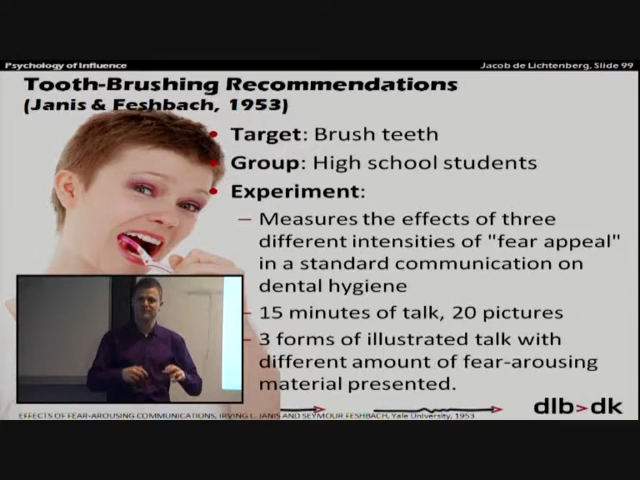 Psychology of Influence
Jacob de Lichtenberg, Slide 99
Tooth-Brushing Recommendations
(Janis & Feshbach, 1953)
• Target: Brush teeth
• Group: High school students
• Experiment:
– Measures the effects of three
different intensities of "fear appeal"
in a standard communication on
dental hygiene
– 15 minutes of talk, 20 pictures
– 3 forms of illustrated talk with
different amount of fear-arousing
material presented.
dlb>dk
EFFECTS OF FEAR-AROUSING COMMUNICATIONS, IRVING L. JANIS AND SEYMOUR FESHBACH, Yale University, 1953